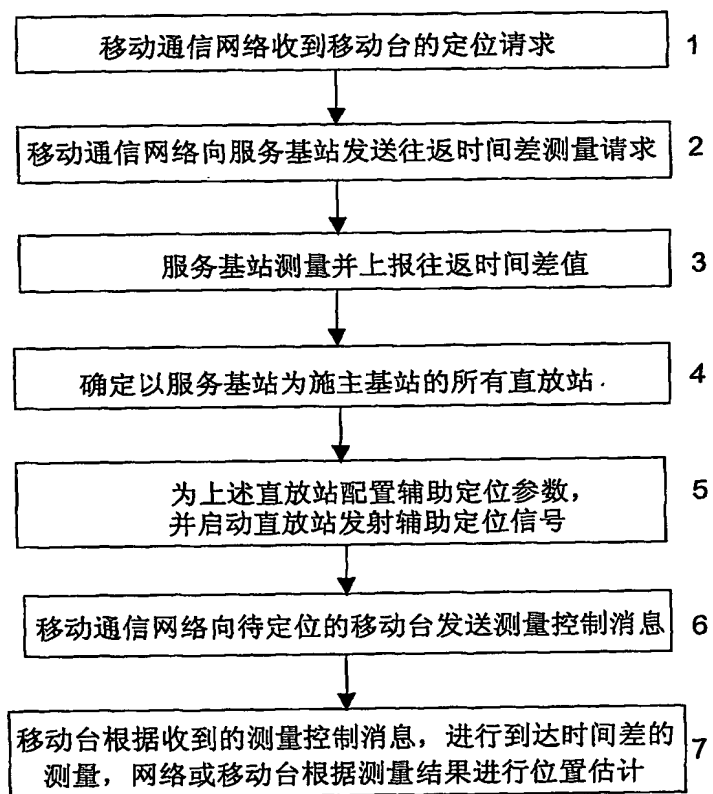 移动通信网络收到移动台的定位请求
1
移动通信网络向服务基站发送往返时间差测量请求
2
服务基站测量并上报往返时间差值
3
确定以服务基站为施主基站的所有直放站
4
为上述直放站配置辅助定位参数，
5
并启动直放站发射辅助定位信号
移动通信网络向待定位的移动台发送测量控制消息
6
移动台根据收到的测量控制消息，进行到达时间差的
7
测量，网络或移动台根据测量结果进行位置估计